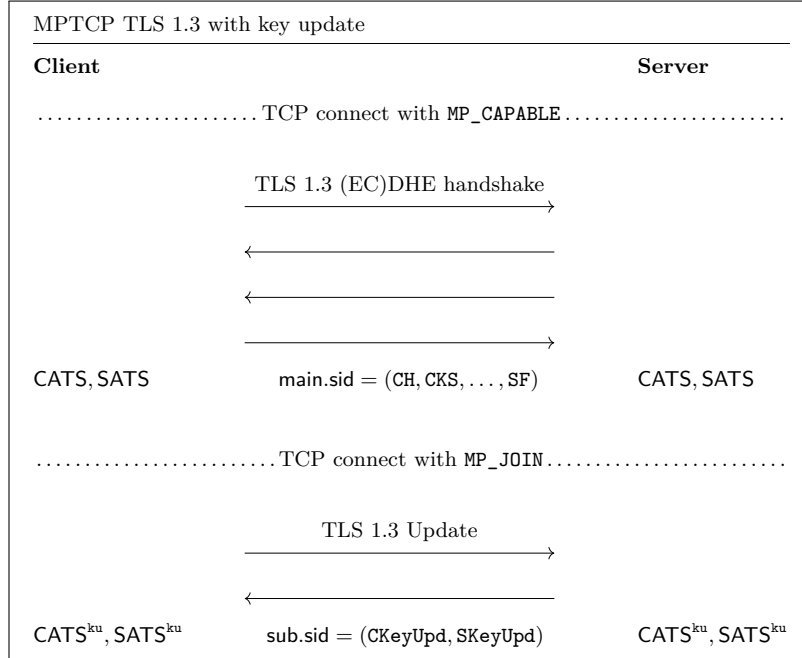 MPTCP TLS 1.3 with key update
Client Server
........................ TCP connect with MP_CAPABLE ........................
TLS 1.3 (EC)DHE handshake
CATS, SATS main.sid = (CH, CKS, . . . , SF) CATS, SATS
.......................... TCP connect with MP_JOIN ..........................
TLS 1.3 Update
CATS^ku, SATS^ku sub.sid = (CKeyUpd, SKeyUpd) CATS^ku, SATS^ku